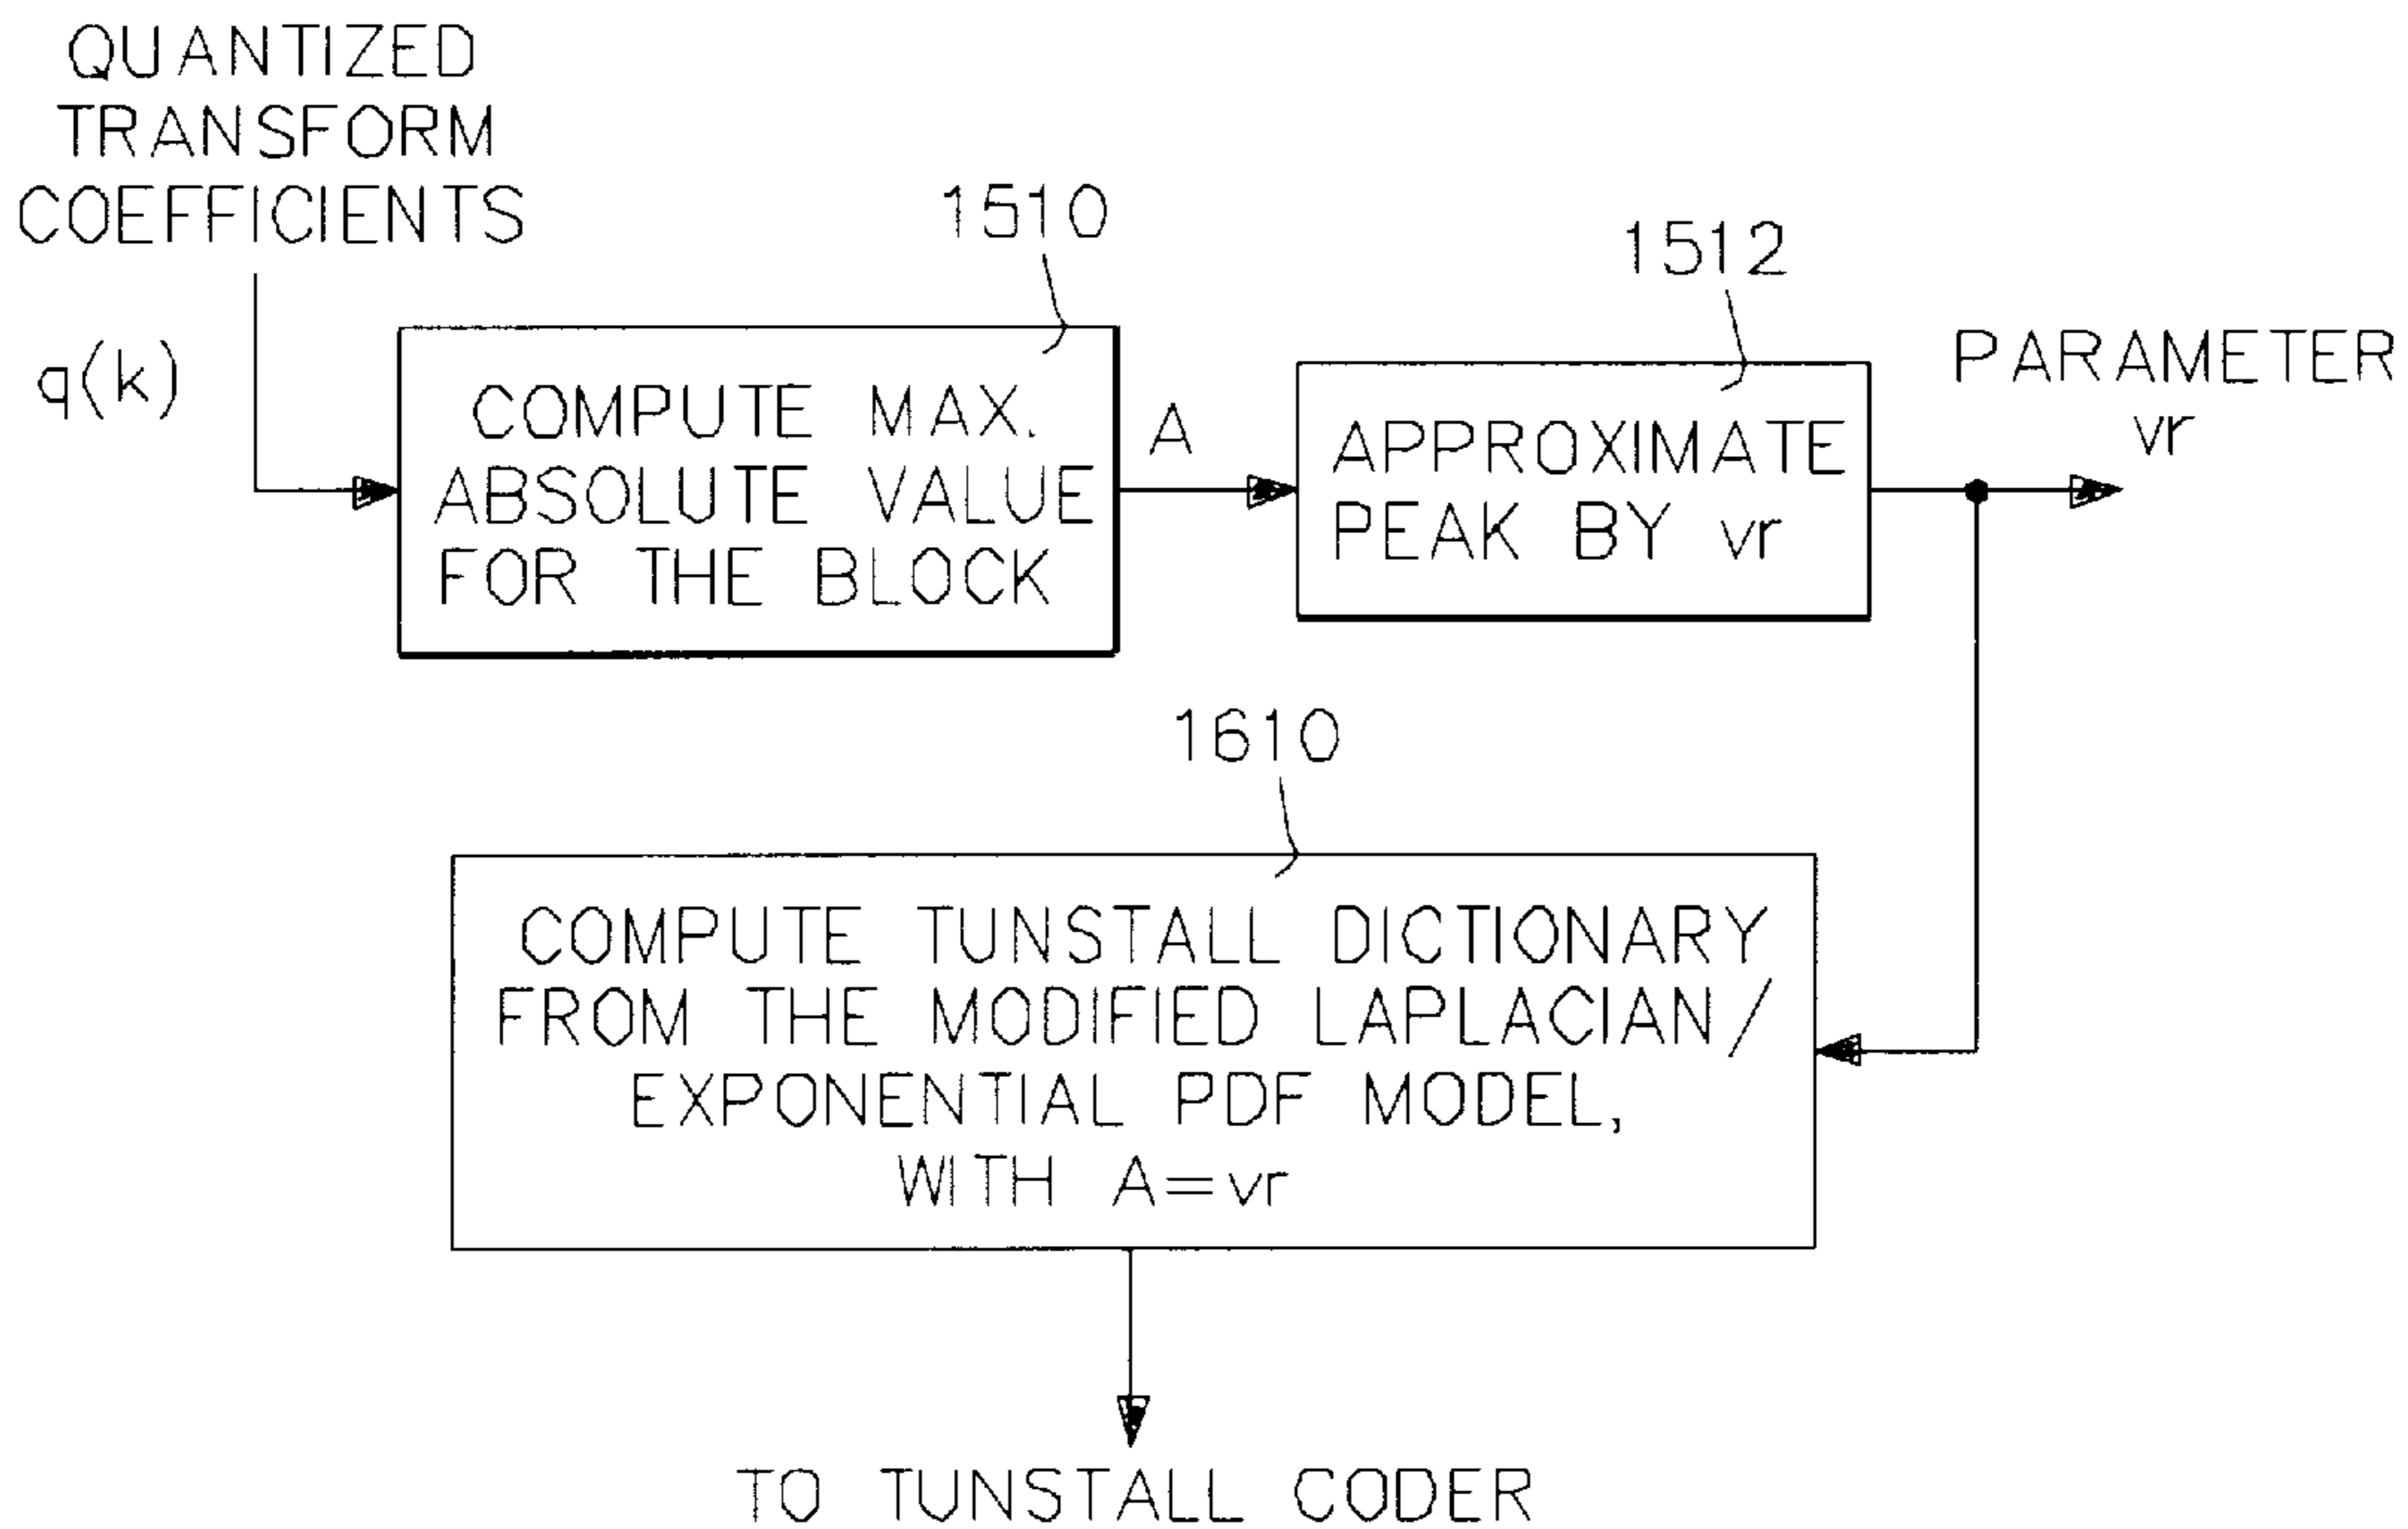 QUANTIZED
TRANSFORM
COEFFICIENTS
q(k)
1510
COMPUTE MAX.
ABSOLUTE VALUE
FOR THE BLOCK
A
1512
APPROXIMATE
PEAK BY vr
PARAMETER
vr
1610
COMPUTE TUNSTALL DICTIONARY
FROM THE MODIFIED LAPLACIAN/
EXPONENTIAL PDF MODEL,
WITH A=vr
TO TUNSTALL CODER